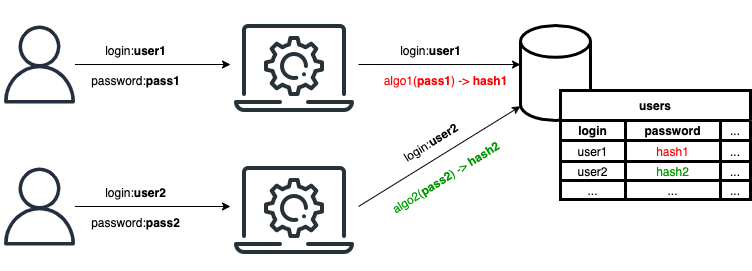 login:user1
password:pass1
login:user1
algo1(pass1) -> hash1
login:user2
password:pass2
login:user2
algo2(pass2) -> hash2
users
login password ...
user1 hash1 ...
user2 hash2 ...
... ... ...